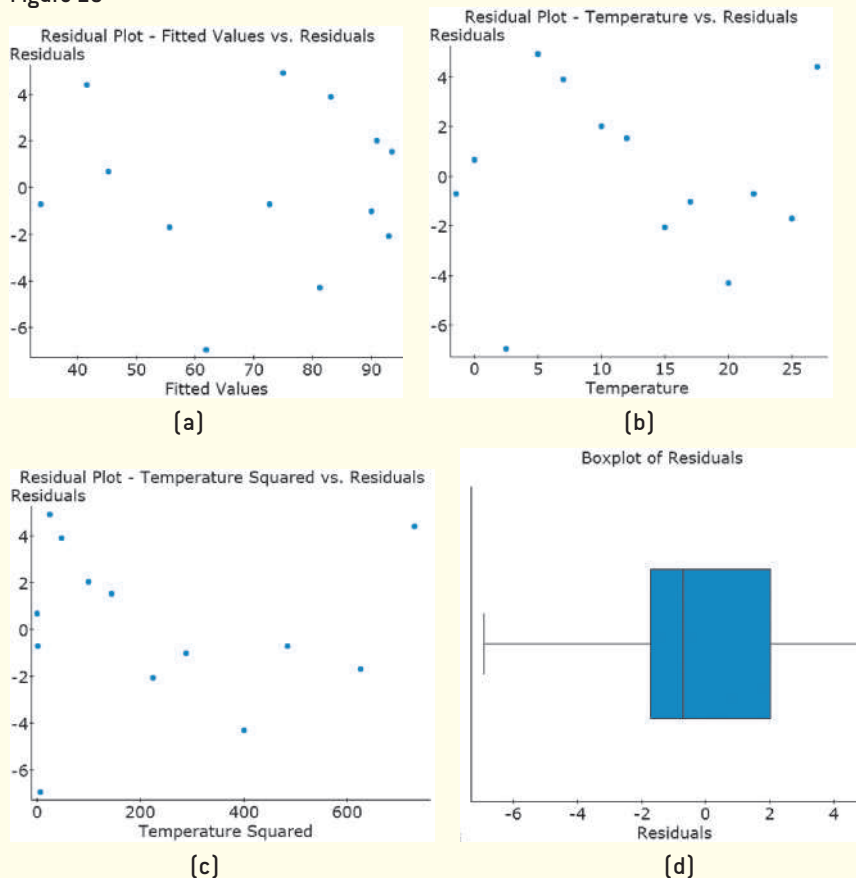 Residual Plot - Fitted Values vs. Residuals
Residuals
4
2
0
-2
-4
-6
40 50 60 70 80 90
Fitted Values
(a)
Residual Plot - Temperature vs. Residuals
Residuals
4
2
0
-2
-4
-6
0 5 10 15 20 25
Temperature
(b)
Residual Plot - Temperature Squared vs. Residuals
Residuals
4
2
0
-2
-4
-6
0 200 400 600
Temperature Squared
(c)
Boxplot of Residuals
-6 -4 -2 0 2 4
Residuals
(d)